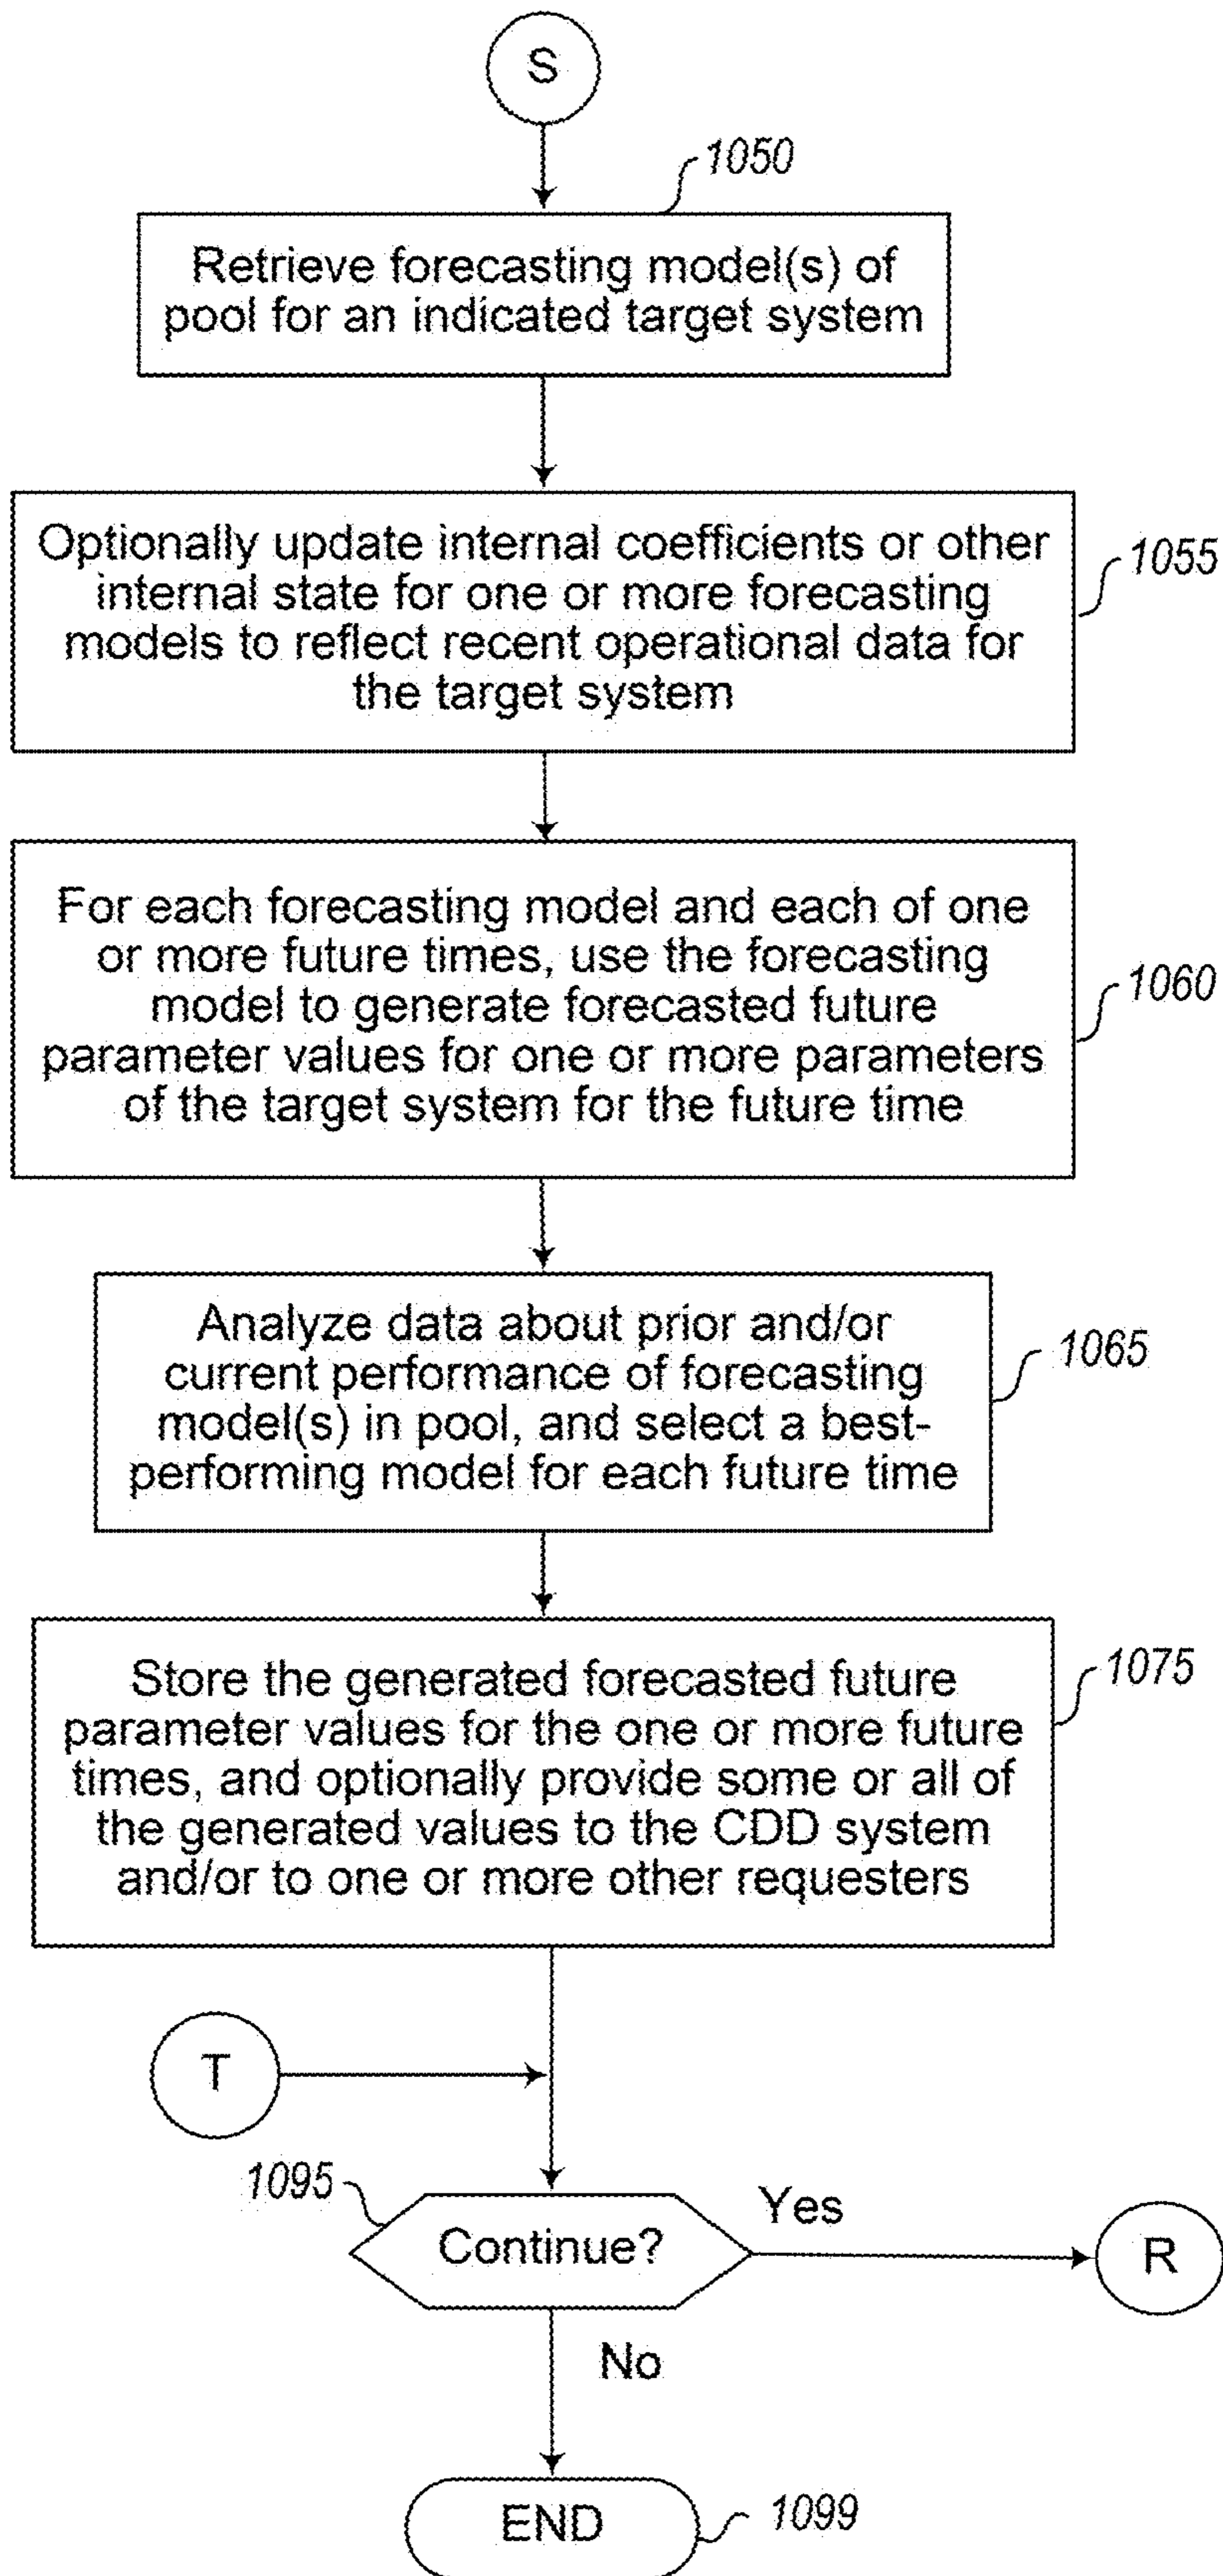 S
1050
Retrieve forecasting model(s) of
pool for an indicated target system
Optionally update internal coefficients or other
internal state for one or more forecasting
models to reflect recent operational data for
the target system
1055
For each forecasting model and each of one
or more future times, use the forecasting
model to generate forecasted future
parameter values for one or more parameters
of the target system for the future time
1060
Analyze data about prior and/or
current performance of forecasting
model(s) in pool, and select a best-
performing model for each future time
1065
Store the generated forecasted future
parameter values for the one or more future
times, and optionally provide some or all of
the generated values to the CDD system
and/or to one or more other requesters
1075
T
1095
Continue?
Yes
R
No
END
1099